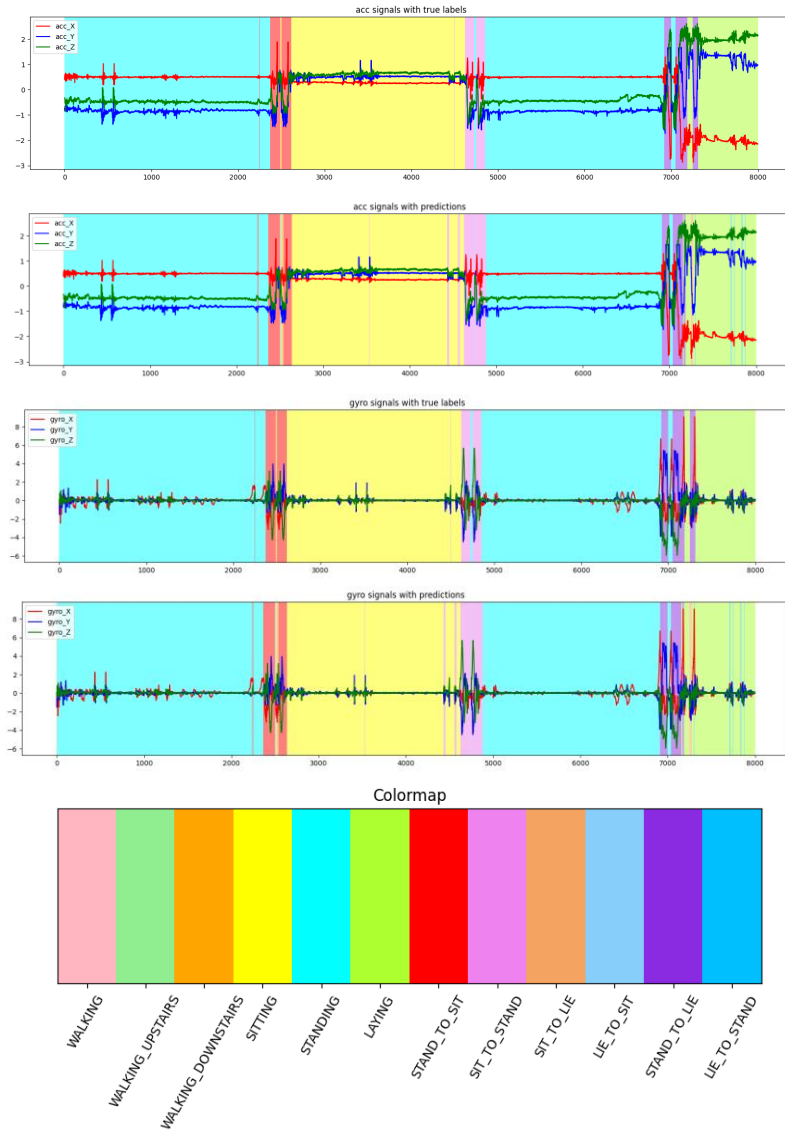 acc signals with true labels
acc_X
acc_Y
acc_Z
2
1
0
−1
−2
−3
0 1000 2000 3000 4000 5000 6000 7000 8000
acc signals with predictions
acc_X
acc_Y
acc_Z
2
1
0
−1
−2
−3
0 1000 2000 3000 4000 5000 6000 7000 8000
gyro signals with true labels
gyro_X
gyro_Y
gyro_Z
8
6
4
2
0
−2
−4
−6
0 1000 2000 3000 4000 5000 6000 7000 8000
gyro signals with predictions
gyro_X
gyro_Y
gyro_Z
8
6
4
2
0
−2
−4
−6
0 1000 2000 3000 4000 5000 6000 7000 8000
Colormap
WALKING
WALKING_UPSTAIRS
WALKING_DOWNSTAIRS
SITTING
STANDING
LAYING
STAND_TO_SIT
SIT_TO_STAND
SIT_TO_LIE
LIE_TO_SIT
STAND_TO_LIE
LIE_TO_STAND